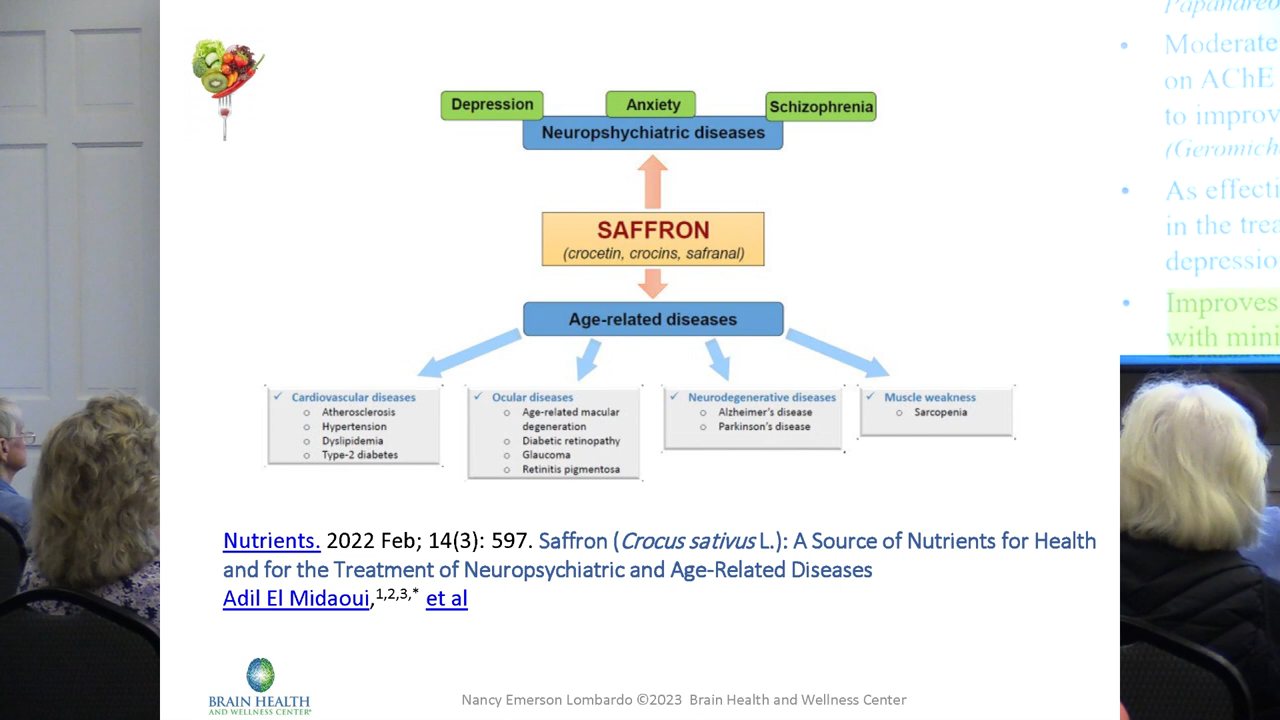 Depression
Anxiety
Schizophrenia
Neuropshychiatric diseases
SAFFRON
(crocetin, crocins, safranal)
Age-related diseases
✓ Cardiovascular diseases
○ Atherosclerosis
○ Hypertension
○ Dyslipidemia
○ Type-2 diabetes
✓ Ocular diseases
○ Age-related macular
degeneration
○ Diabetic retinopathy
○ Glaucoma
○ Retinitis pigmentosa
✓ Neurodegenerative diseases
○ Alzheimer's disease
○ Parkinson's disease
✓ Muscle weakness
○ Sarcopenia
Nutrients. 2022 Feb; 14(3): 597. Saffron (Crocus sativus L.): A Source of Nutrients for Health
and for the Treatment of Neuropsychiatric and Age-Related Diseases
Adil El Midaoui,1,2,3,* et al
BRAIN HEALTH
AND WELLNESS CENTER®
Nancy Emerson Lombardo ©2023 Brain Health and Wellness Center
• Moderate
on AChE
to improv
(Geromich
• As effecti
in the trea
depressio
• Improves
with mini